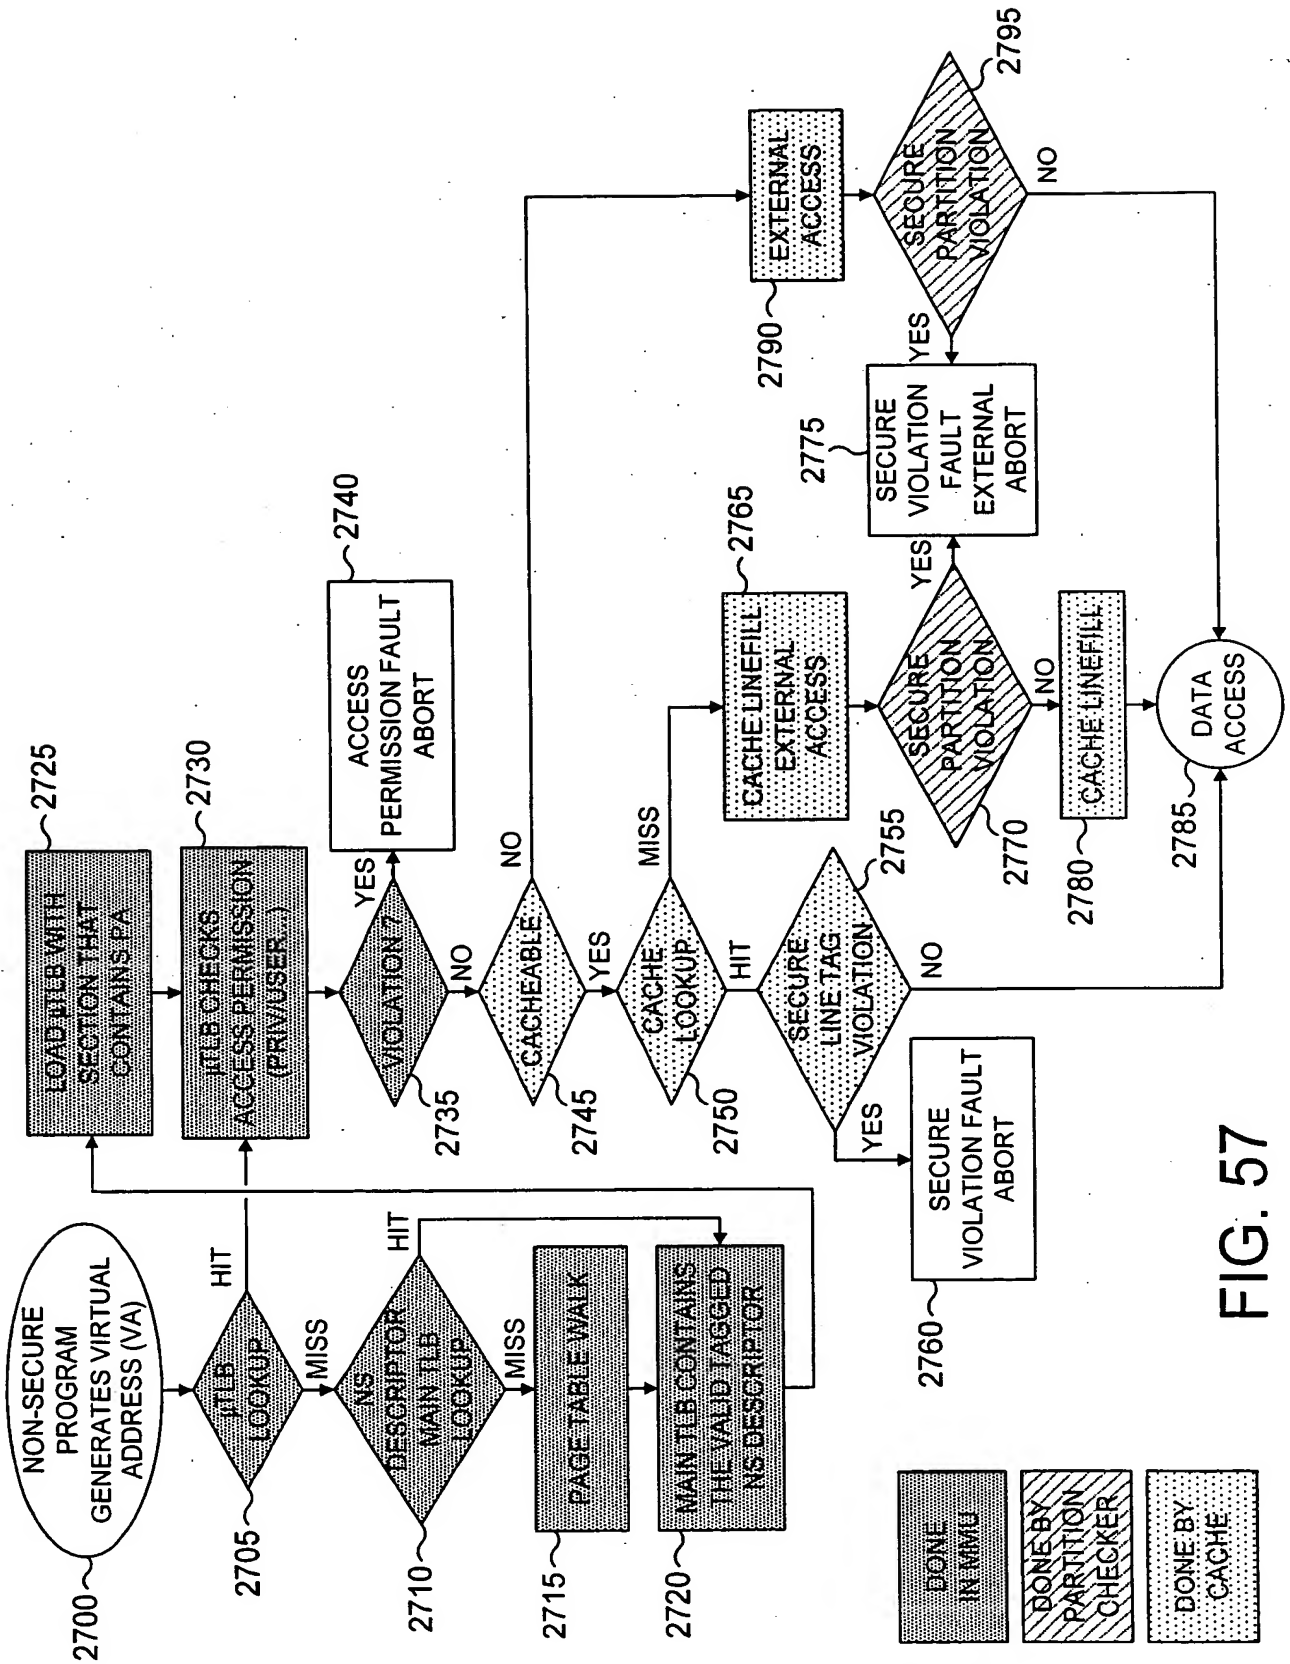 NON-SECURE
PROGRAM
GENERATES VIRTUAL
ADDRESS (VA)
2700
µTLB
LOOKUP
2705
HIT
MISS
NS
DESCRIPTOR
MAIN TLB
LOOKUP
2710
HIT
MISS
PAGE TABLE WALK
2715
MAIN TLB CONTAINS
THE VALID TAGGED
NS DESCRIPTOR
2720
LOAD µTLB WITH
SECTION THAT
CONTAINS PA
2725
µTLB CHECKS
ACCESS PERMISSION
(PRIV/USER...)
2730
VIOLATION ?
2735
YES
NO
ACCESS
PERMISSION FAULT
ABORT
2740
CACHEABLE
2745
NO
YES
CACHE
LOOKUP
2750
MISS
HIT
SECURE
LINE TAG
VIOLATION
2755
YES
NO
SECURE
VIOLATION FAULT
ABORT
2760
CACHE LINEFILL
EXTERNAL
ACCESS
2765
SECURE
PARTITION
VIOLATION
2770
YES
NO
SECURE
VIOLATION
FAULT
EXTERNAL
ABORT
2775
CACHE LINEFILL
2780
DATA
ACCESS
2785
EXTERNAL
ACCESS
2790
SECURE
PARTITION
VIOLATION
2795
YES
NO
DONE
IN MMU
DONE BY
PARTITION
CHECKER
DONE BY
CACHE
FIG. 57